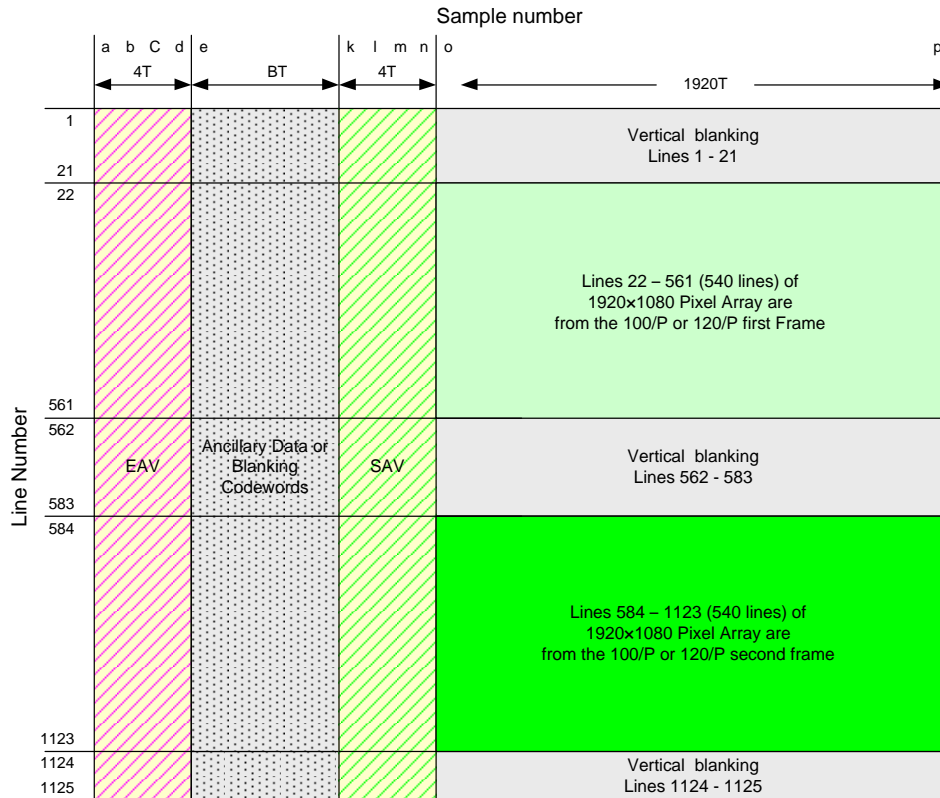 Sample number
a b C d e k l m n o p
4T BT 4T 1920T
1
Vertical blanking
Lines 1 - 21
21
22
Lines 22 – 561 (540 lines) of
1920×1080 Pixel Array are
from the 100/P or 120/P first Frame
561
562
Line Number
EAV
Ancillary Data or
Blanking
Codewords
SAV
Vertical blanking
Lines 562 - 583
583
584
Lines 584 – 1123 (540 lines) of
1920×1080 Pixel Array are
from the 100/P or 120/P second frame
1123
1124
Vertical blanking
Lines 1124 - 1125
1125